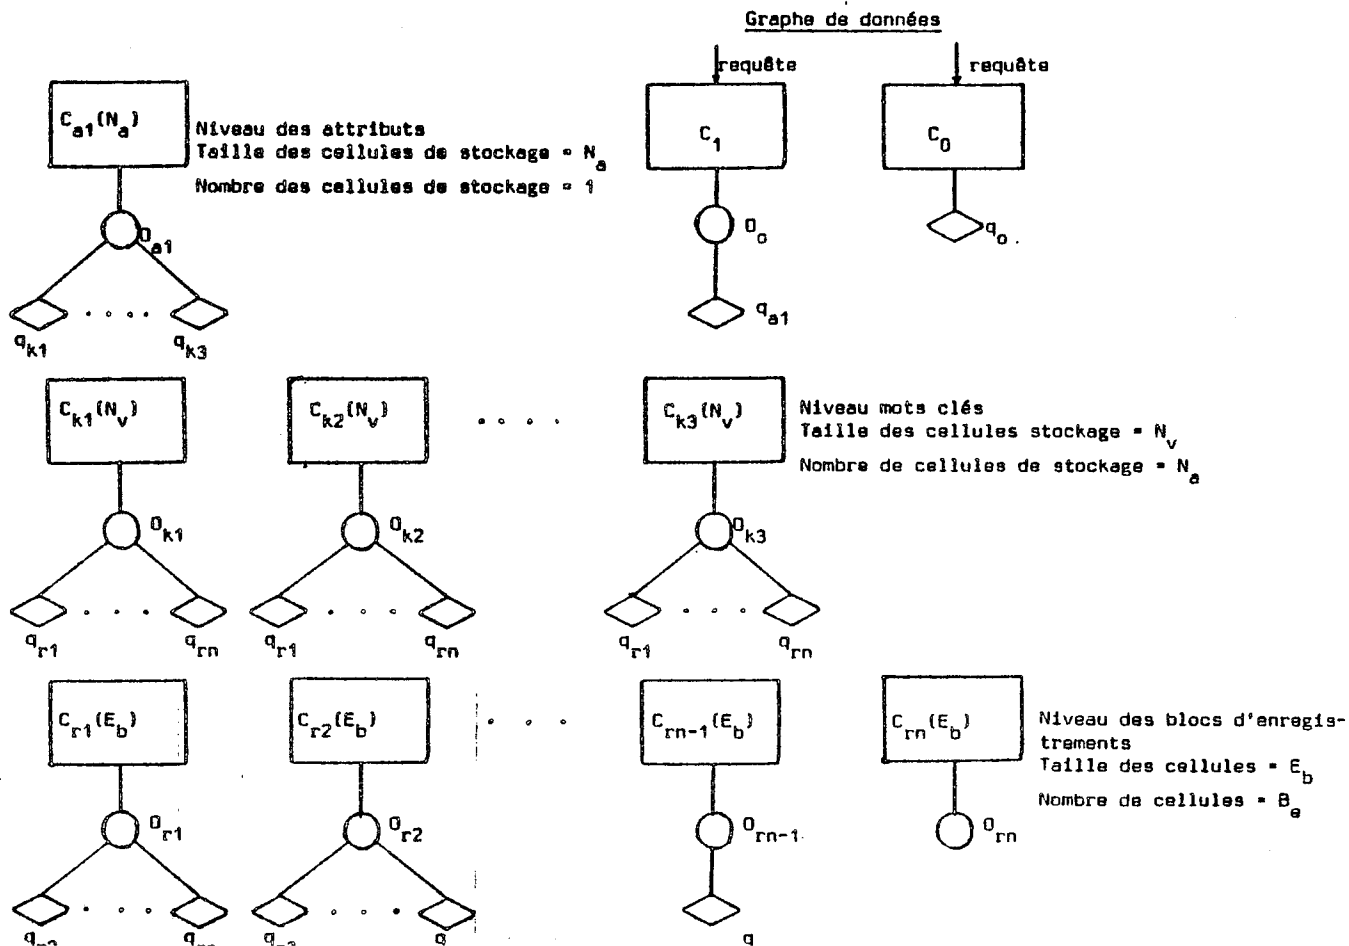 Graphe de données
requête
requête
C_a1(N_a)
Niveau des attributs
Taille des cellules de stockage = N_a
Nombre des cellules de stockage = 1
C_1
C_0
O_a1
O_o
q_o
q_a1
q_k1
q_k3
C_k1(N_v)
C_k2(N_v)
C_k3(N_v)
Niveau mots clés
Taille des cellules stockage = N_v
Nombre de cellules de stockage = N_a
O_k1
O_k2
O_k3
q_r1
q_rn
q_r1
q_rn
q_r1
q_rn
C_r1(E_b)
C_r2(E_b)
C_rn-1(E_b)
C_rn(E_b)
Niveau des blocs d'enregis-
trements
Taille des cellules = E_b
Nombre de cellules = B_e
O_r1
O_r2
O_rn-1
O_rn